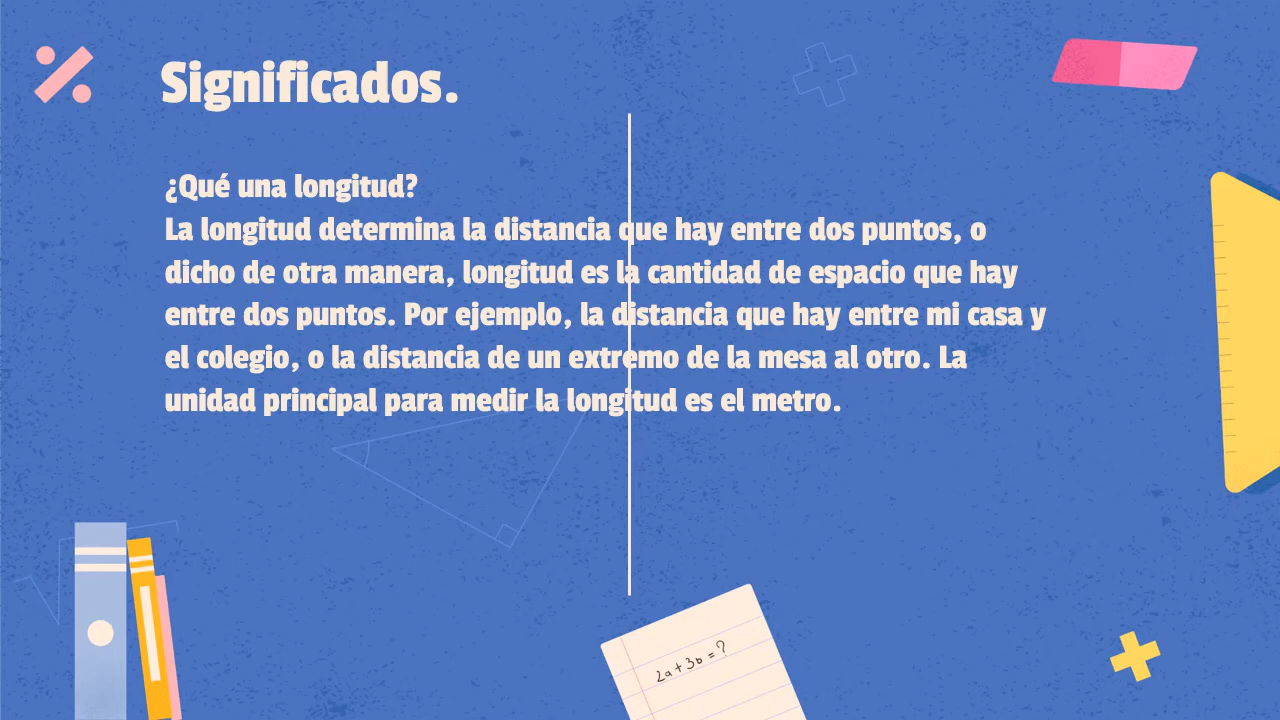 Significados.
¿Qué una longitud?
La longitud determina la distancia que hay entre dos puntos, o
dicho de otra manera, longitud es la cantidad de espacio que hay
entre dos puntos. Por ejemplo, la distancia que hay entre mi casa y
el colegio, o la distancia de un extremo de la mesa al otro. La
unidad principal para medir la longitud es el metro.
2a+3b=?